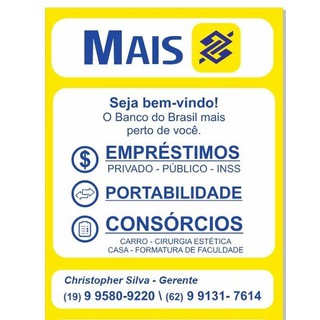 MAIS
Seja bem-vindo!
O Banco do Brasil mais
perto de você.
$ EMPRÉSTIMOS
PRIVADO - PÚBLICO - INSS
PORTABILIDADE
CONSÓRCIOS
CARRO - CIRURGIA ESTÉTICA
CASA - FORMATURA DE FACULDADE
Christopher Silva - Gerente
(19) 9 9580-9220 \ (62) 9 9131- 7614